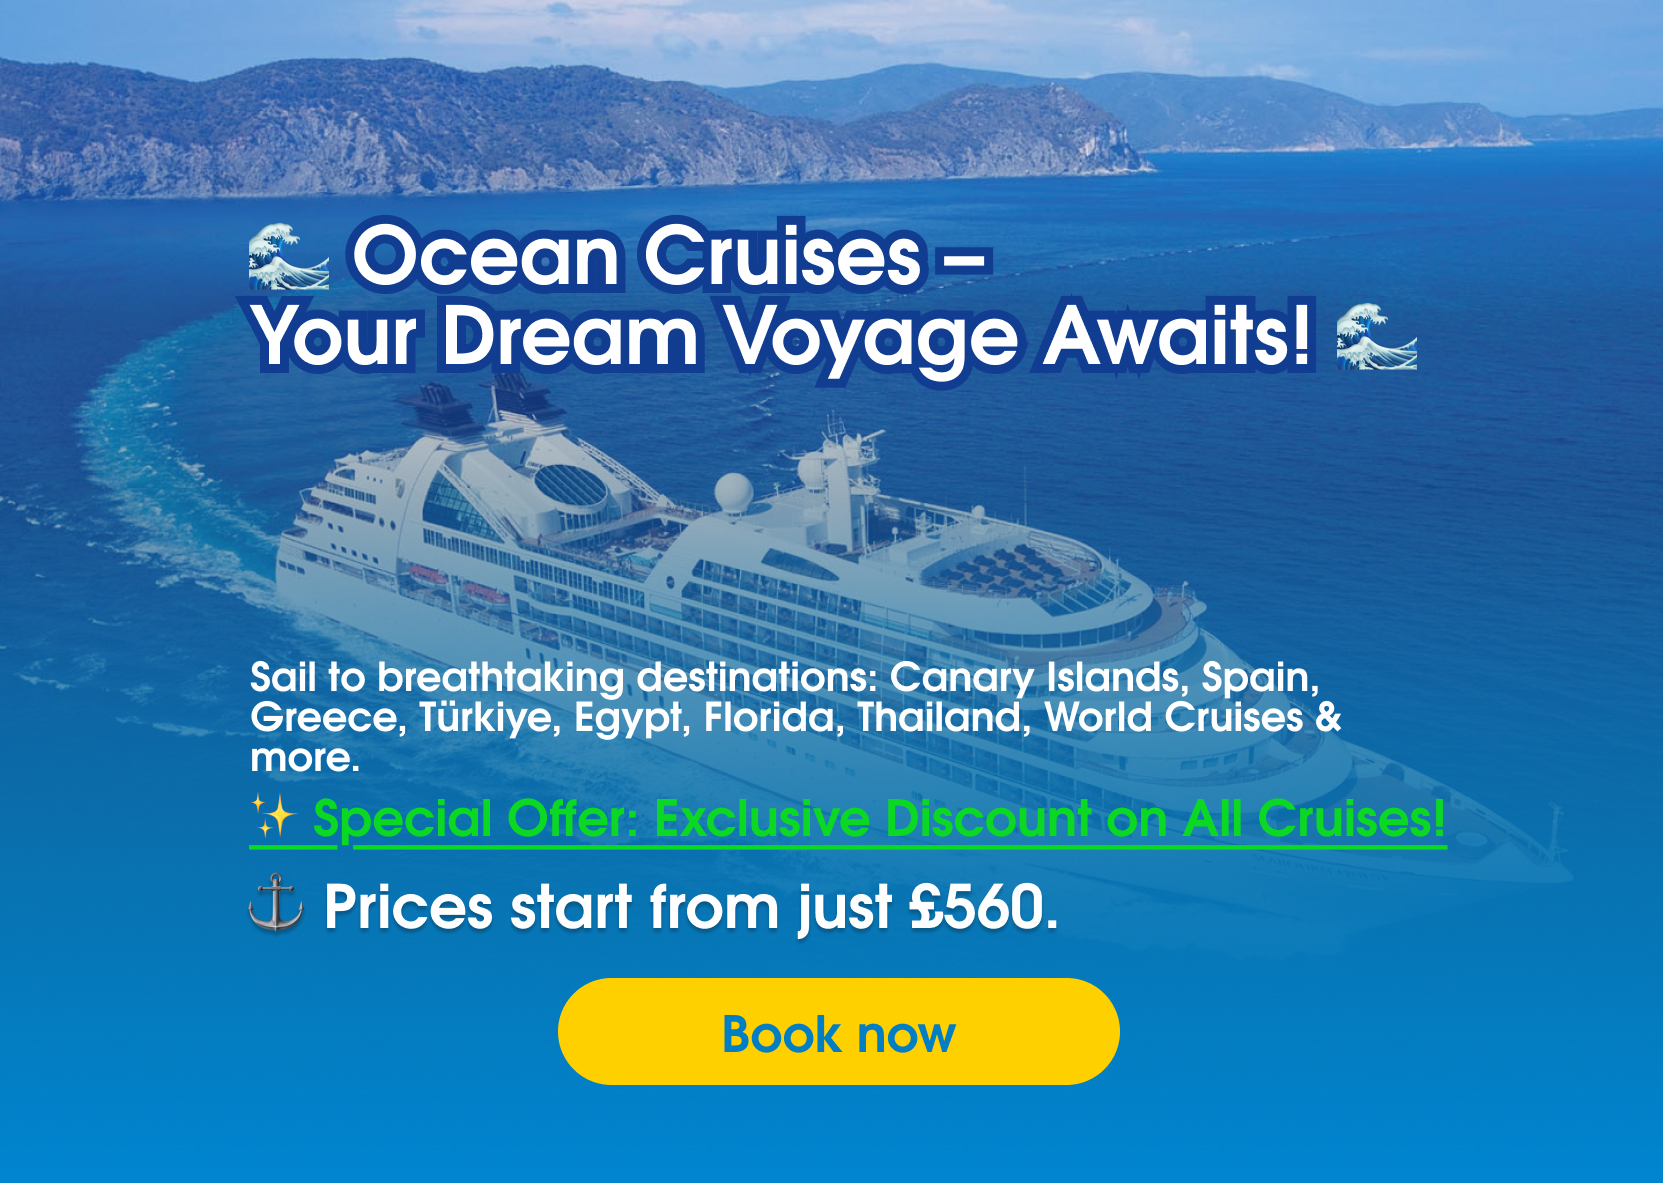 🌊 Ocean Cruises –
Your Dream Voyage Awaits! 🌊
Sail to breathtaking destinations: Canary Islands, Spain,
Greece, Türkiye, Egypt, Florida, Thailand, World Cruises &
more.
✨ Special Offer: Exclusive Discount on All Cruises!
⚓ Prices start from just £560.
Book now